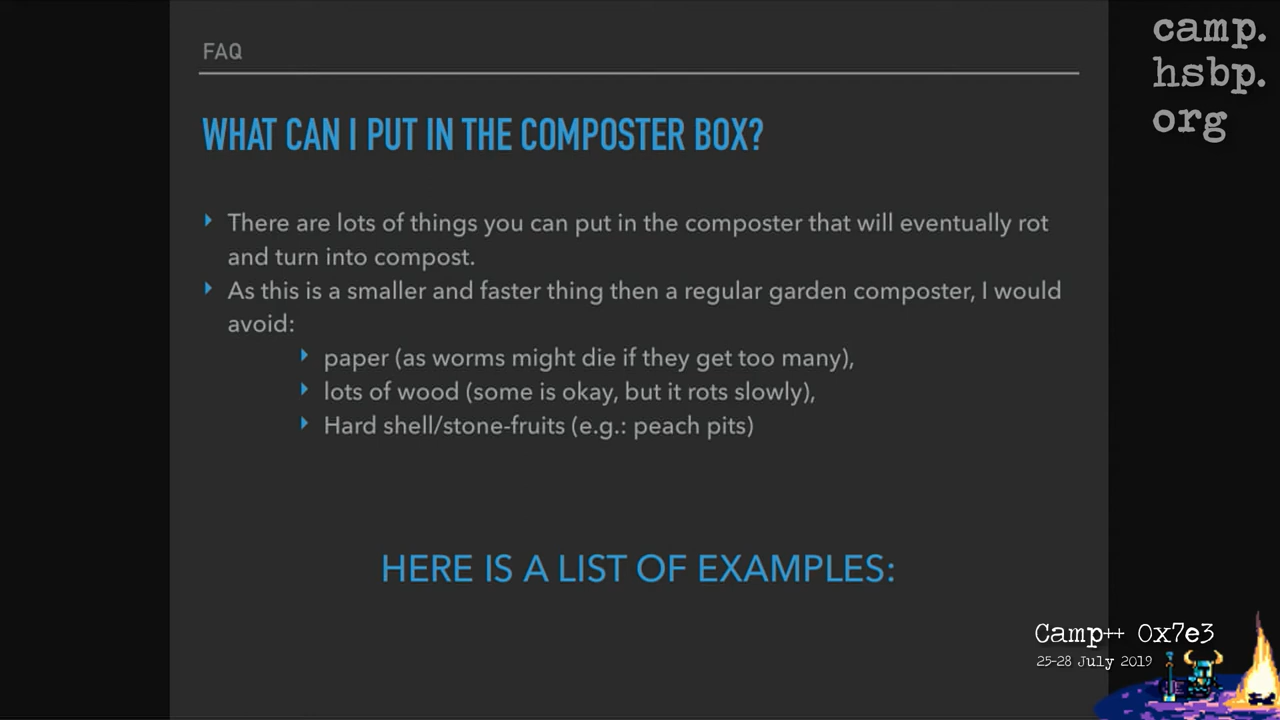 FAQ
WHAT CAN I PUT IN THE COMPOSTER BOX?
There are lots of things you can put in the composter that will eventually rot
and turn into compost.
As this is a smaller and faster thing then a regular garden composter, I would
avoid:
paper (as worms might die if they get too many),
lots of wood (some is okay, but it rots slowly),
Hard shell/stone-fruits (e.g.: peach pits)
HERE IS A LIST OF EXAMPLES:
camp.
hsbp.
org
Camp++ 0x7e3
25-28 July 2019